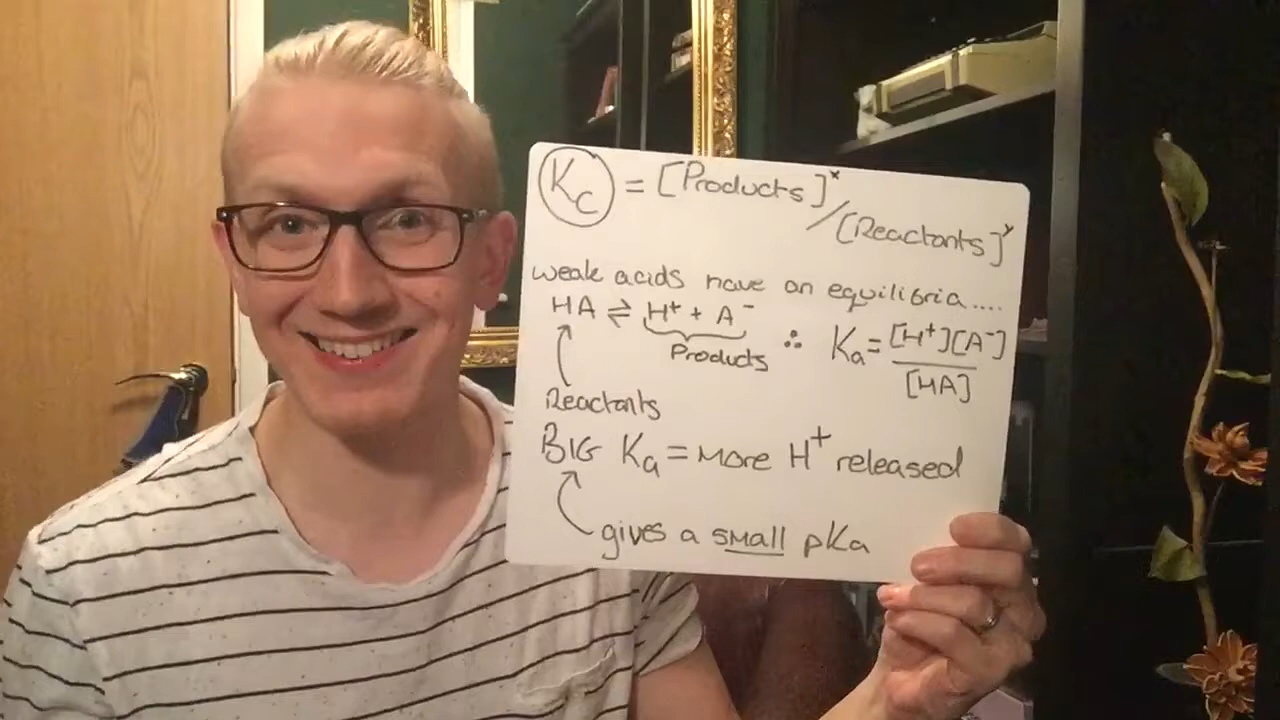 Kc = [Products]ˣ
/[Reactants]ʸ
weak acids have an equilibria....
HA ⇌ H⁺ + A⁻
Products
∴ Ka = [H⁺][A⁻]
[HA]
Reactants
BIG Ka = more H⁺ released
gives a small pKa